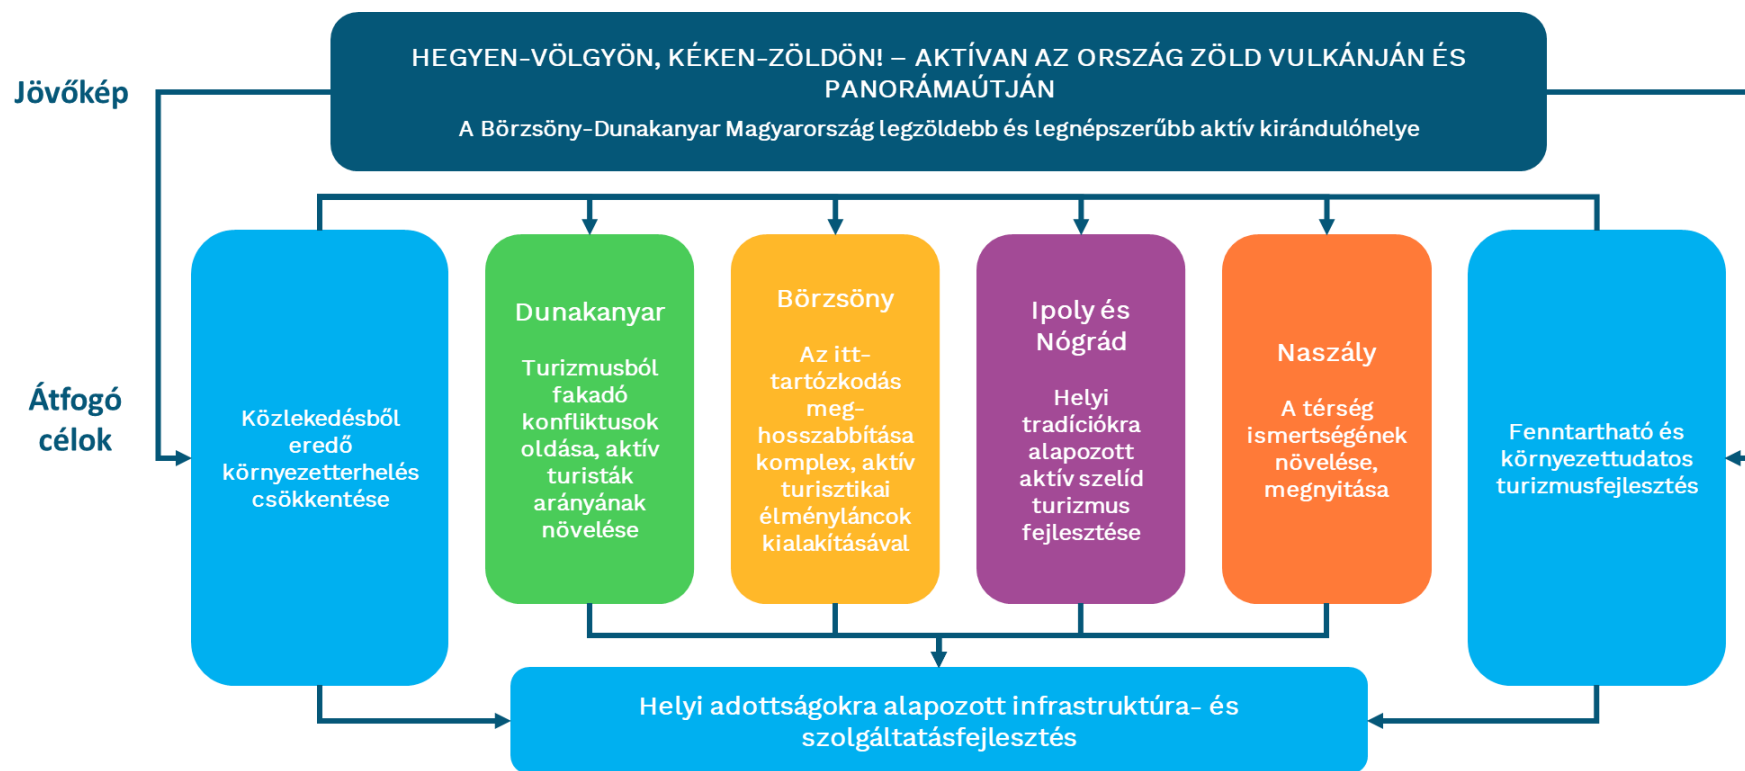 HEGYEN-VÖLGYÖN, KÉKEN-ZÖLDÖN! – AKTÍVAN AZ ORSZÁG ZÖLD VULKÁNJÁN ÉS
PANORÁMAÚTJÁN
A Börzsöny-Dunakanyar Magyarország legzöldebb és legnépszerűbb aktív kirándulóhelye
Jövőkép
Átfogó
célok
Közlekedésből
eredő
környezetterhelés
csökkentése
Dunakanyar
Turizmusból
fakadó
konfliktusok
oldása, aktív
turisták
arányának
növelése
Börzsöny
Az itt-
tartózkodás
meg-
hosszabbítása
komplex, aktív
turisztikai
élményláncok
kialakításával
Ipoly és
Nógrád
Helyi
tradíciókra
alapozott
aktív szelíd
turizmus
fejlesztése
Naszály
A térség
ismertségének
növelése,
megnyitása
Fenntartható és
környezettudatos
turizmusfejlesztés
Helyi adottságokra alapozott infrastruktúra- és
szolgáltatásfejlesztés